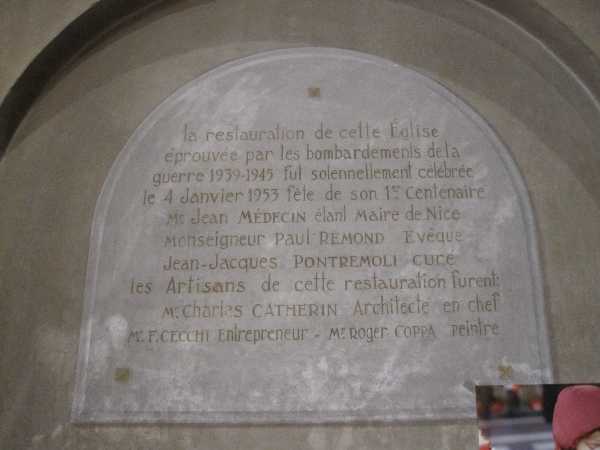 la restauration de cette Église
éprouvée par les bombardements de la
guerre 1939-1945 fut solennellement célébrée
le 4 Janvier 1953 fête de son 1er Centenaire
Mr Jean MÉDECIN étant Maire de Nice
Monseigneur Paul RÉMOND Evêque
Jean-Jacques PONTREMOLI curé
les Artisans de cette restauration furent:
Mr Charles CATHERIN Architecte en chef
Mr F. CECCHI Entrepreneur - Mr Roger COPPA peintre